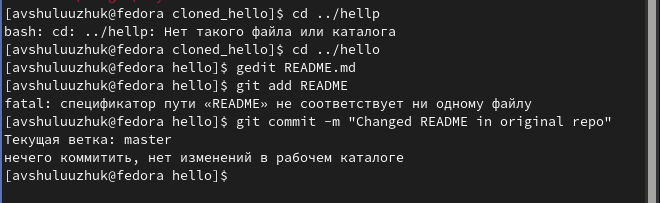 [avshuluuzhuk@fedora cloned_hello]$ cd ../hellp
bash: cd: ../hellp: Нет такого файла или каталога
[avshuluuzhuk@fedora cloned_hello]$ cd ../hello
[avshuluuzhuk@fedora hello]$ gedit README.md
[avshuluuzhuk@fedora hello]$ git add README
fatal: спецификатор пути «README» не соответствует ни одному файлу
[avshuluuzhuk@fedora hello]$ git commit -m "Changed README in original repo"
Текущая ветка: master
нечего коммитить, нет изменений в рабочем каталоге
[avshuluuzhuk@fedora hello]$